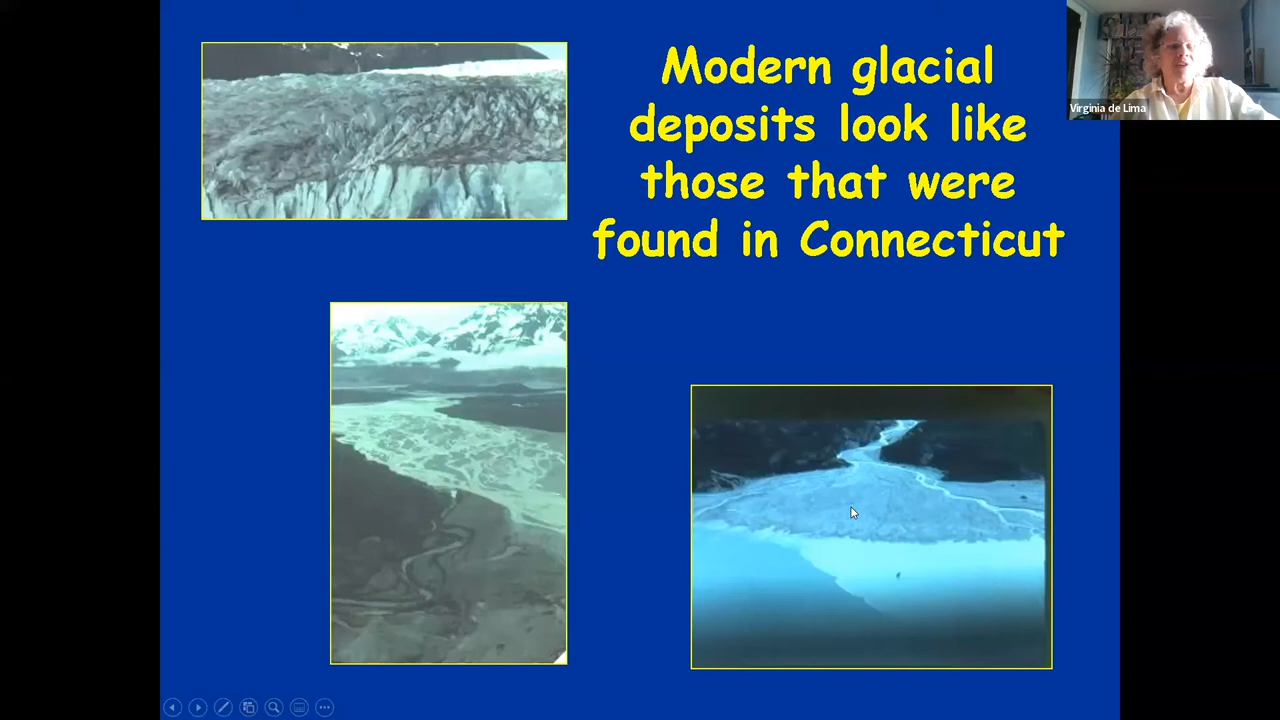 Modern glacial
deposits look like
those that were
found in Connecticut
Virginia de Lima